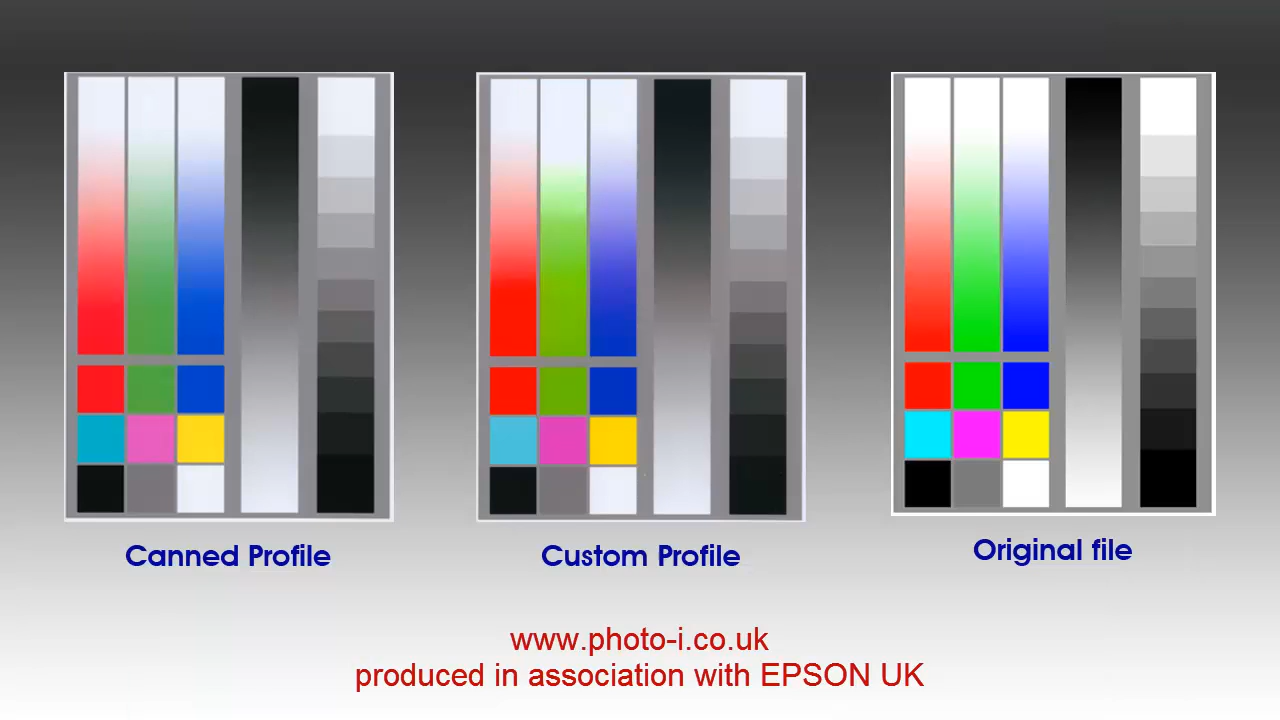 Canned Profile
Custom Profile
Original file
www.photo-i.co.uk
produced in association with EPSON UK